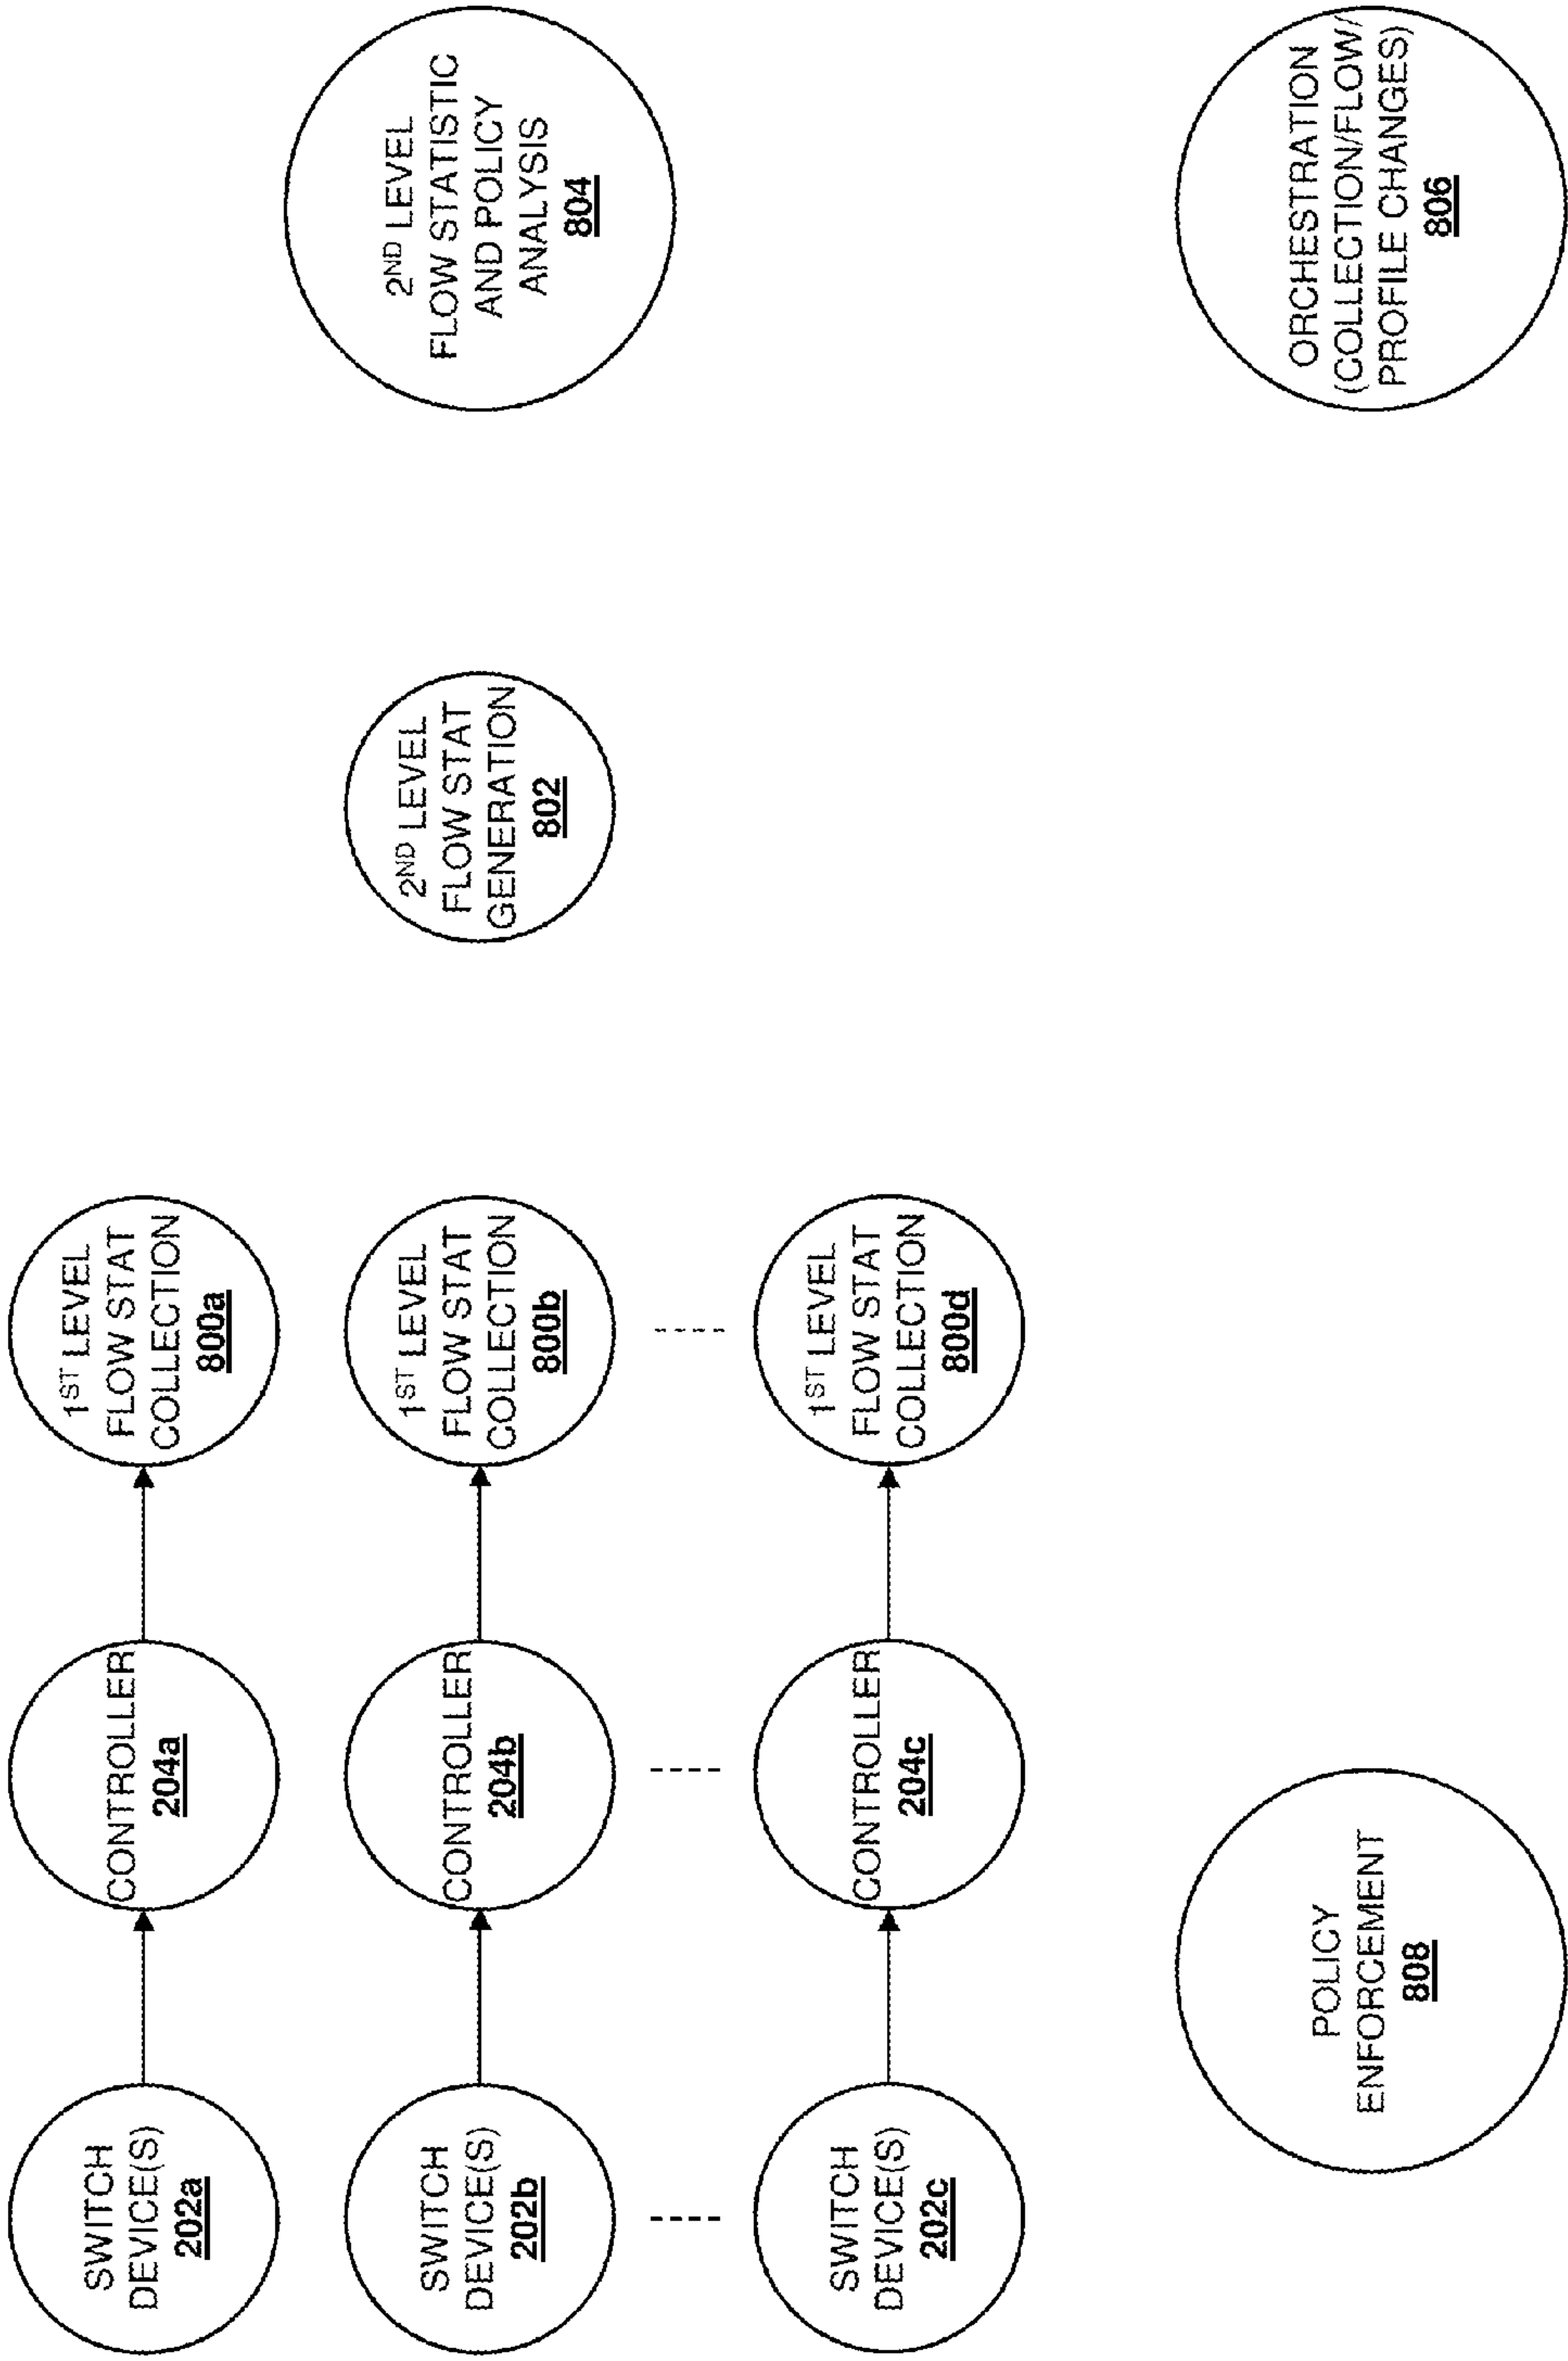 SWITCH
DEVICE(S)
202a
CONTROLLER
204a
1ST LEVEL
FLOW STAT
COLLECTION
800a
SWITCH
DEVICE(S)
202b
CONTROLLER
204b
1ST LEVEL
FLOW STAT
COLLECTION
800b
2ND LEVEL
FLOW STAT
GENERATION
802
2ND LEVEL
FLOW STATISTIC
AND POLICY
ANALYSIS
804
SWITCH
DEVICE(S)
202c
CONTROLLER
204c
1ST LEVEL
FLOW STAT
COLLECTION
800d
POLICY
ENFORCEMENT
808
ORCHESTRATION
(COLLECTION/FLOW/
PROFILE CHANGES)
806